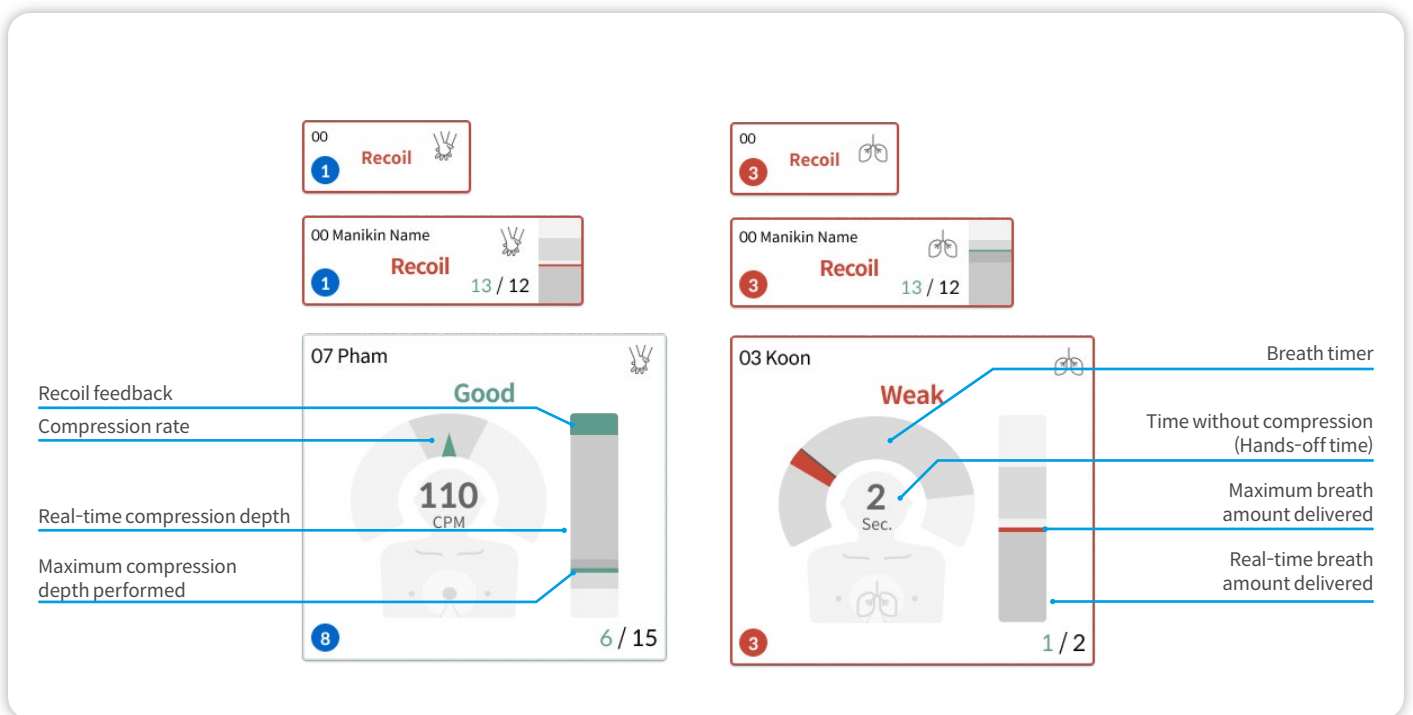 00
Recoil
1
00 Manikin Name
Recoil
1
13 / 12
07 Pham
Good
110
CPM
8
6 / 15
Recoil feedback
Compression rate
Real-time compression depth
Maximum compression
depth performed
00
Recoil
3
00 Manikin Name
Recoil
3
13 / 12
03 Koon
Weak
2
Sec.
3
1 / 2
Breath timer
Time without compression
(Hands-off time)
Maximum breath
amount delivered
Real-time breath
amount delivered